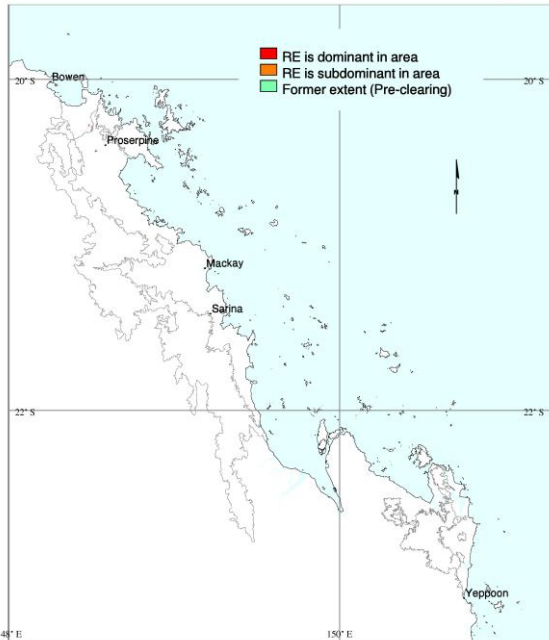 RE is dominant in area
RE is subdominant in area
Former extent (Pre-clearing)
20° S
20° S
Bowen
Proserpine
N
Mackay
Sarina
22° S
22° S
Yeppoon
48° E
150° E